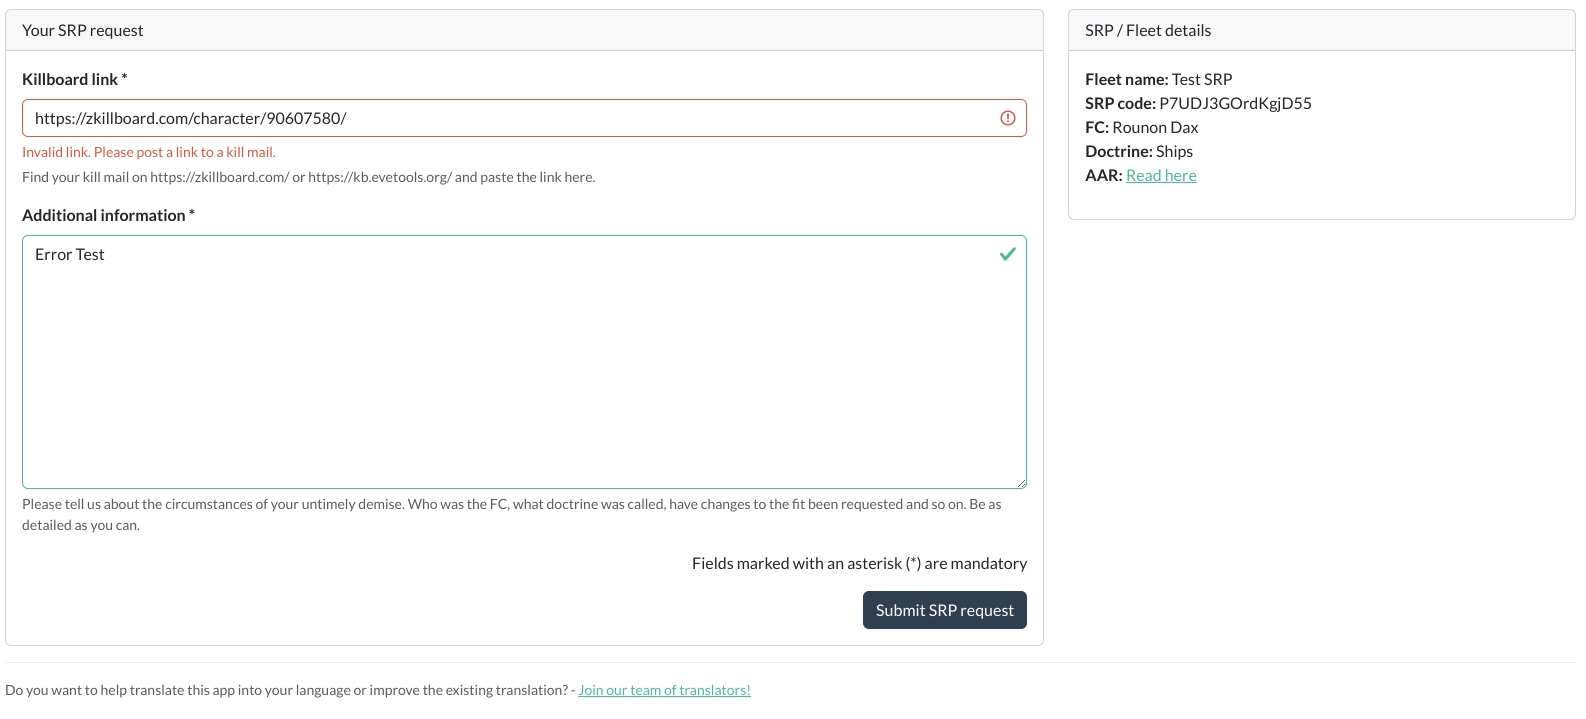 Your SRP request
Killboard link *
https://zkillboard.com/character/90607580/
Invalid link. Please post a link to a kill mail.
Find your kill mail on https://zkillboard.com/ or https://kb.evetools.org/ and paste the link here.
Additional information *
Error Test
Please tell us about the circumstances of your untimely demise. Who was the FC, what doctrine was called, have changes to the fit been requested and so on. Be as
detailed as you can.
Fields marked with an asterisk (*) are mandatory
Submit SRP request
SRP / Fleet details
Fleet name: Test SRP
SRP code: P7UDJ3GOrdKgjD55
FC: Rounon Dax
Doctrine: Ships
AAR: Read here
Do you want to help translate this app into your language or improve the existing translation? - Join our team of translators!